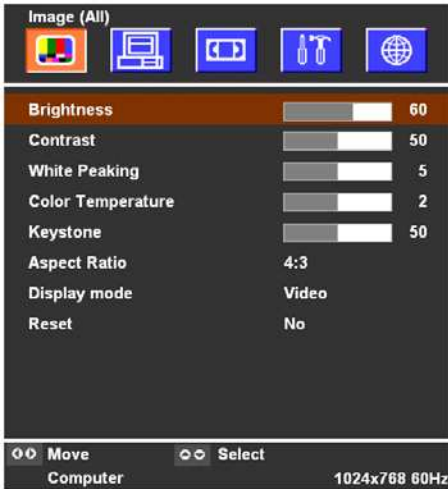 Image (All)
Brightness 60
Contrast 50
White Peaking 5
Color Temperature 2
Keystone 50
Aspect Ratio 4:3
Display mode Video
Reset No
Move Select
Computer 1024x768 60Hz